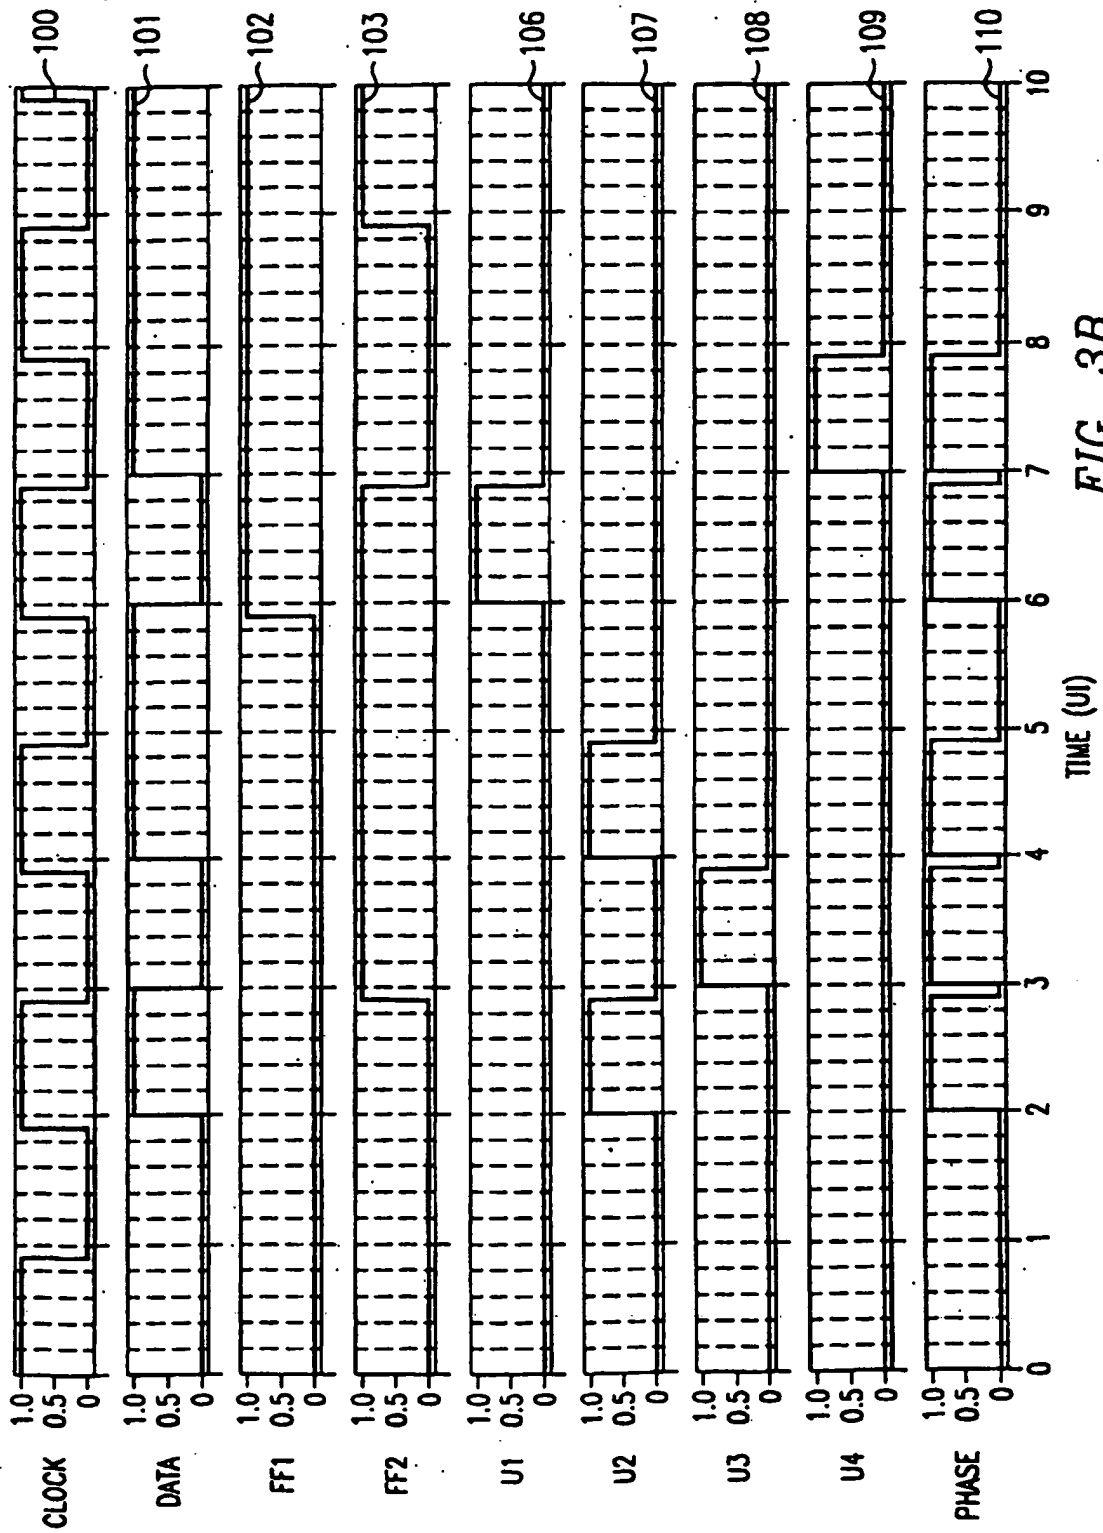 CLOCK 1.0 0.5 0 100
DATA 1.0 0.5 0 101
FF1 1.0 0.5 0 102
FF2 1.0 0.5 0 103
U1 1.0 0.5 0 106
U2 1.0 0.5 0 107
U3 1.0 0.5 0 108
U4 1.0 0.5 0 109
PHASE 1.0 0.5 0 110
0 1 2 3 4 5 6 7 8 9 10
TIME (UI)
FIG. 3B